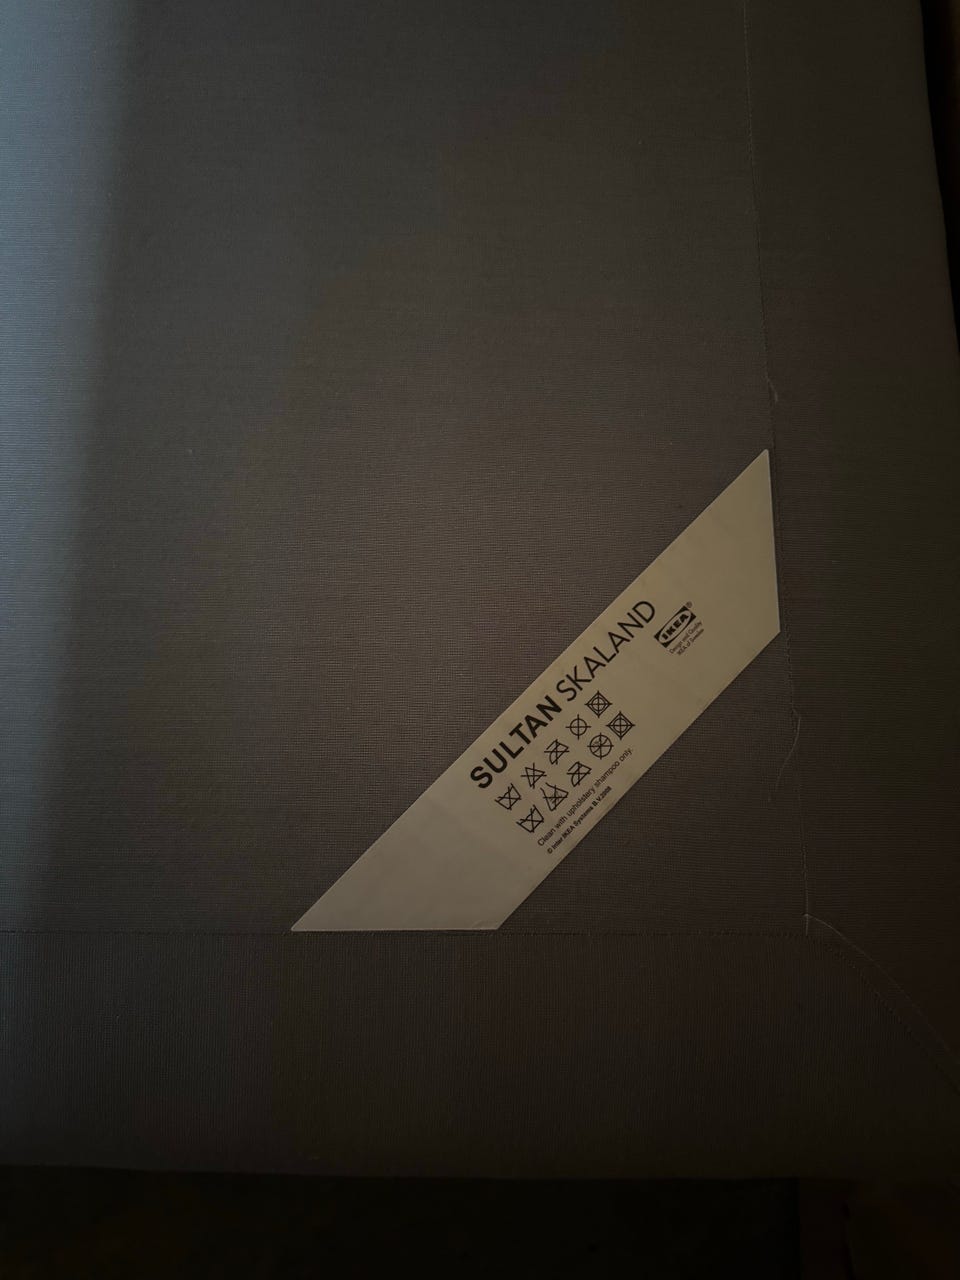 SULTAN SKALAND
IKEA®
Design and Quality
IKEA of Sweden
Clean with upholstery shampoo only.
© Inter IKEA Systems B.V.2008